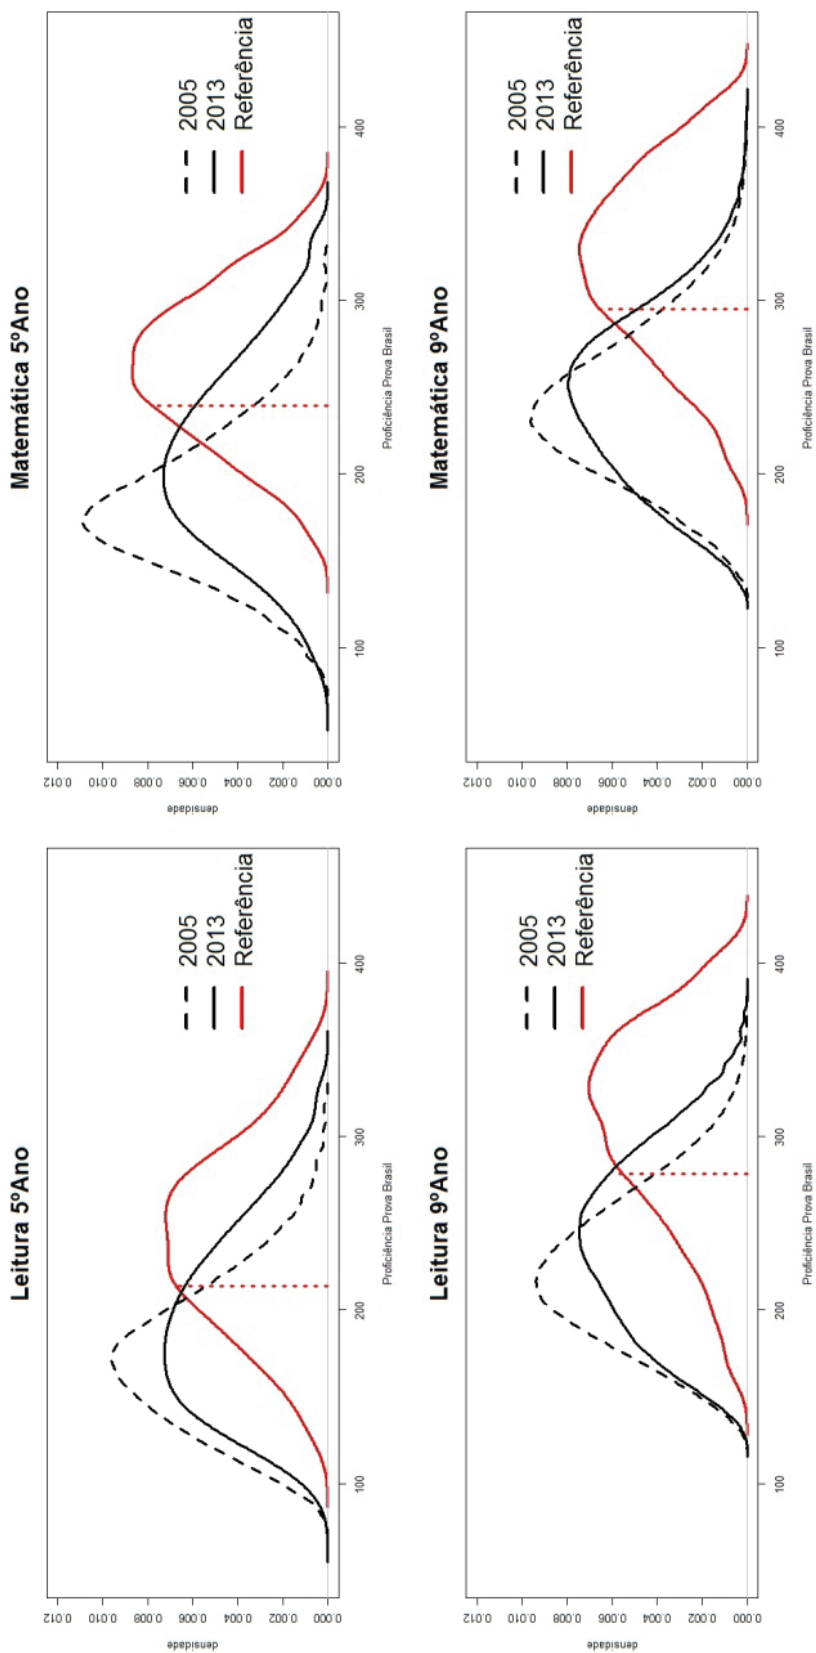 Leitura 5ºAno
2005
2013
Referência
densidade
0.000 0.002 0.004 0.006 0.008 0.010 0.012
100 200 300 400
Proficiência Prova Brasil
Matemática 5ºAno
2005
2013
Referência
densidade
0.000 0.002 0.004 0.006 0.008 0.010 0.012
100 200 300 400
Proficiência Prova Brasil
Leitura 9ºAno
2005
2013
Referência
densidade
0.000 0.002 0.004 0.006 0.008 0.010 0.012
100 200 300 400
Proficiência Prova Brasil
Matemática 9ºAno
2005
2013
Referência
densidade
0.000 0.002 0.004 0.006 0.008 0.010 0.012
100 200 300 400
Proficiência Prova Brasil